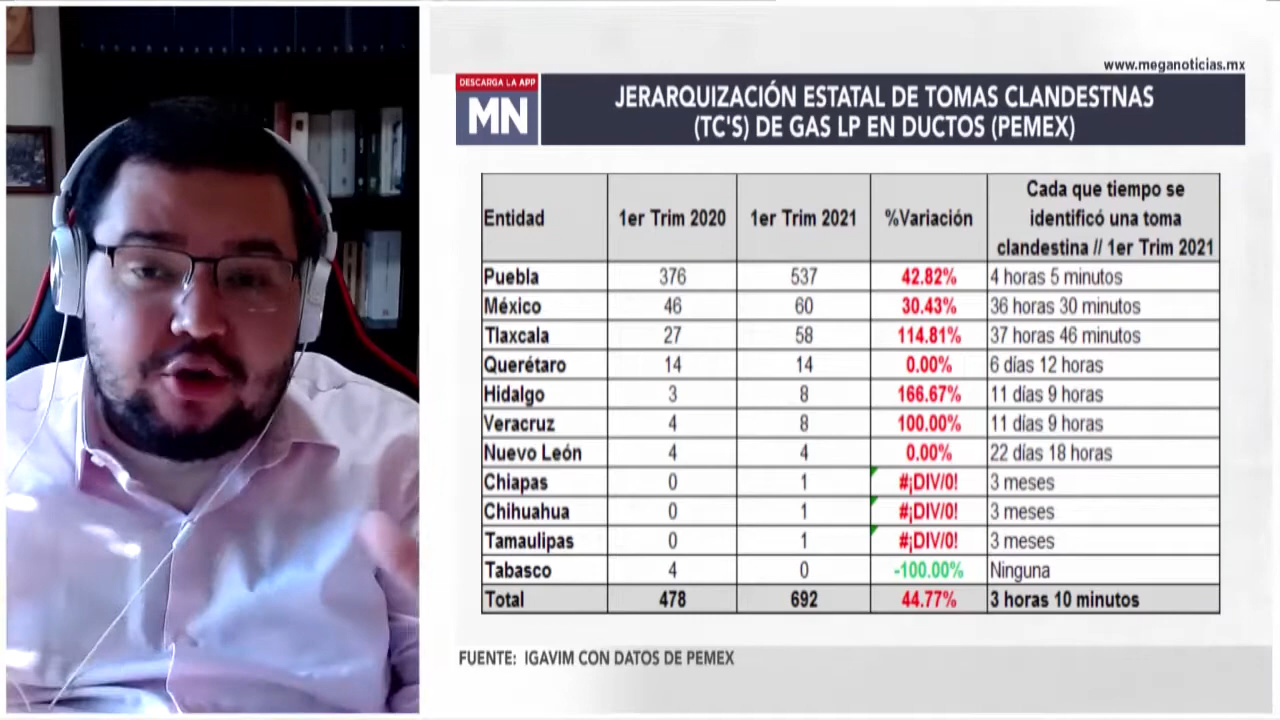 www.meganoticias.mx
DESCARGA LA APP
MN
JERARQUIZACIÓN ESTATAL DE TOMAS CLANDESTNAS
(TC'S) DE GAS LP EN DUCTOS (PEMEX)
Entidad 1er Trim 2020 1er Trim 2021 %Variación Cada que tiempo se
identificó una toma
clandestina // 1er Trim 2021
Puebla 376 537 42.82% 4 horas 5 minutos
México 46 60 30.43% 36 horas 30 minutos
Tlaxcala 27 58 114.81% 37 horas 46 minutos
Querétaro 14 14 0.00% 6 días 12 horas
Hidalgo 3 8 166.67% 11 días 9 horas
Veracruz 4 8 100.00% 11 días 9 horas
Nuevo León 4 4 0.00% 22 días 18 horas
Chiapas 0 1 #¡DIV/0! 3 meses
Chihuahua 0 1 #¡DIV/0! 3 meses
Tamaulipas 0 1 #¡DIV/0! 3 meses
Tabasco 4 0 -100.00% Ninguna
Total 478 692 44.77% 3 horas 10 minutos
FUENTE: IGAVIM CON DATOS DE PEMEX